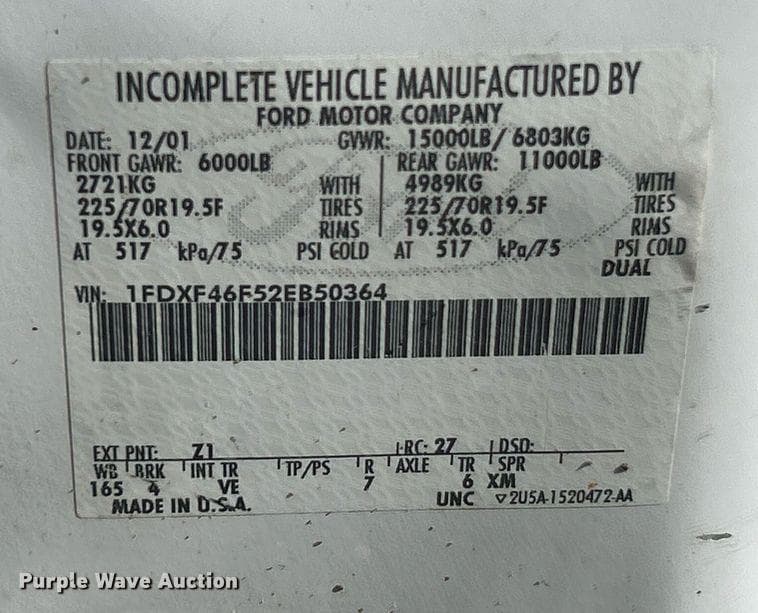 INCOMPLETE VEHICLE MANUFACTURED BY
FORD MOTOR COMPANY
DATE: 12/01 GVWR: 15000LB/ 6803KG
FRONT GAWR: 6000LB REAR GAWR: 11000LB
2721KG WITH 4989KG WITH
225/70R19.5F TIRES 225/70R19.5F TIRES
19.5X6.0 RIMS 19.5X6.0 RIMS
AT 517 kPa/75 PSI COLD AT 517 kPa/75 PSI COLD
DUAL
VIN: 1FDXF46F52EB50364
EXT PNT: Z1 RC: 27 DSO:
WB BRK INT TR TP/PS R AXLE TR SPR
165 4 VE 7 6 XM
MADE IN U.S.A. UNC 2U5A-1520472-AA
Purple Wave Auction